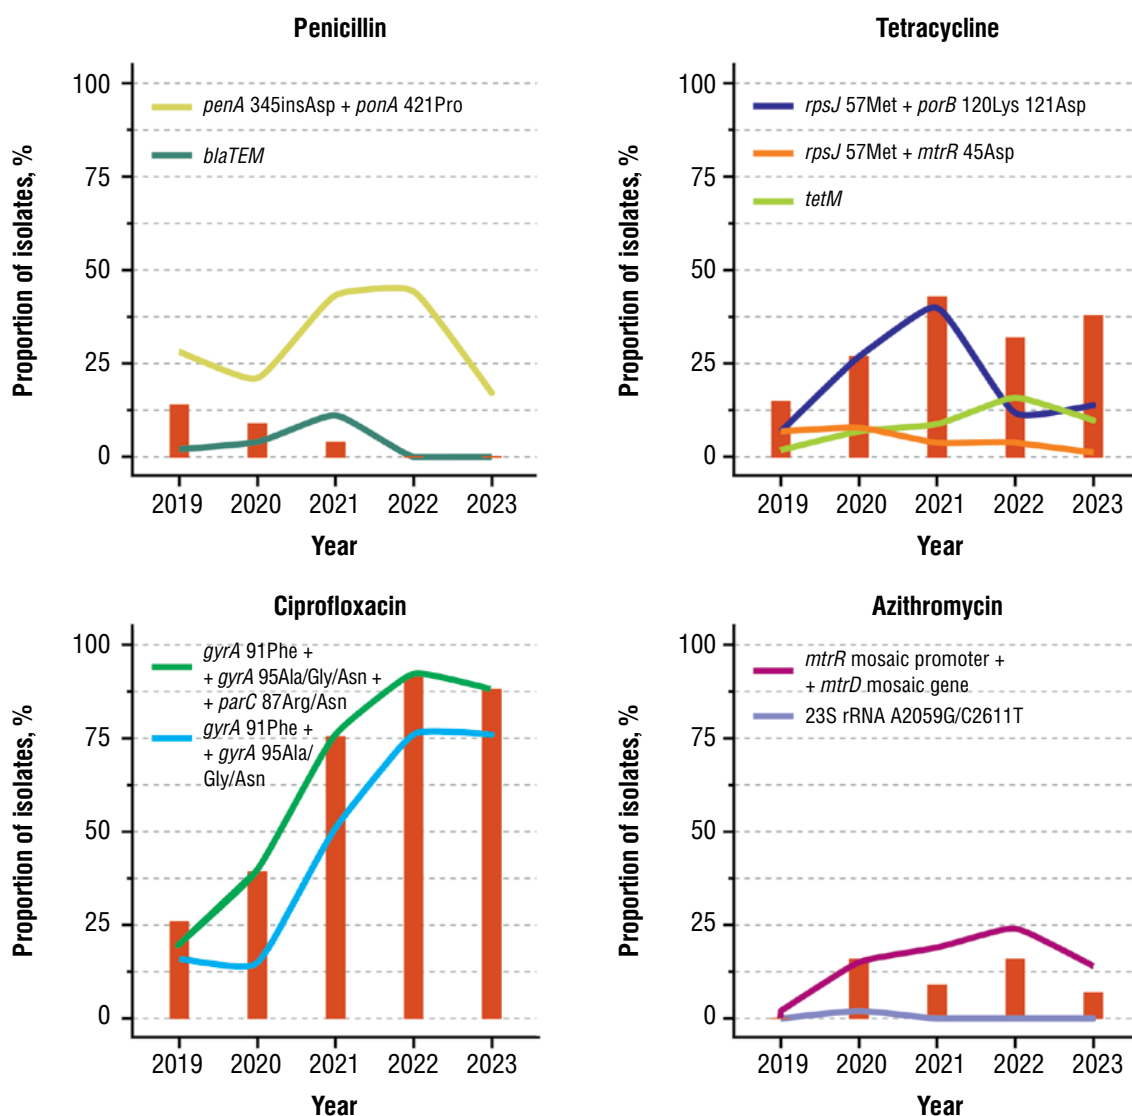 Penicillin
Proportion of isolates, %
100
75
50
25
0
penA 345insAsp + ponA 421Pro
blaTEM
2019 2020 2021 2022 2023
Year
Tetracycline
Proportion of isolates, %
100
75
50
25
0
rpsJ 57Met + porB 120Lys 121Asp
rpsJ 57Met + mtrR 45Asp
tetM
2019 2020 2021 2022 2023
Year
Ciprofloxacin
Proportion of isolates, %
100
75
50
25
0
gyrA 91Phe +
+ gyrA 95Ala/Gly/Asn +
+ parC 87Arg/Asn
gyrA 91Phe +
+ gyrA 95Ala/
Gly/Asn
2019 2020 2021 2022 2023
Year
Azithromycin
Proportion of isolates, %
100
75
50
25
0
mtrR mosaic promoter +
+ mtrD mosaic gene
23S rRNA A2059G/C2611T
2019 2020 2021 2022 2023
Year